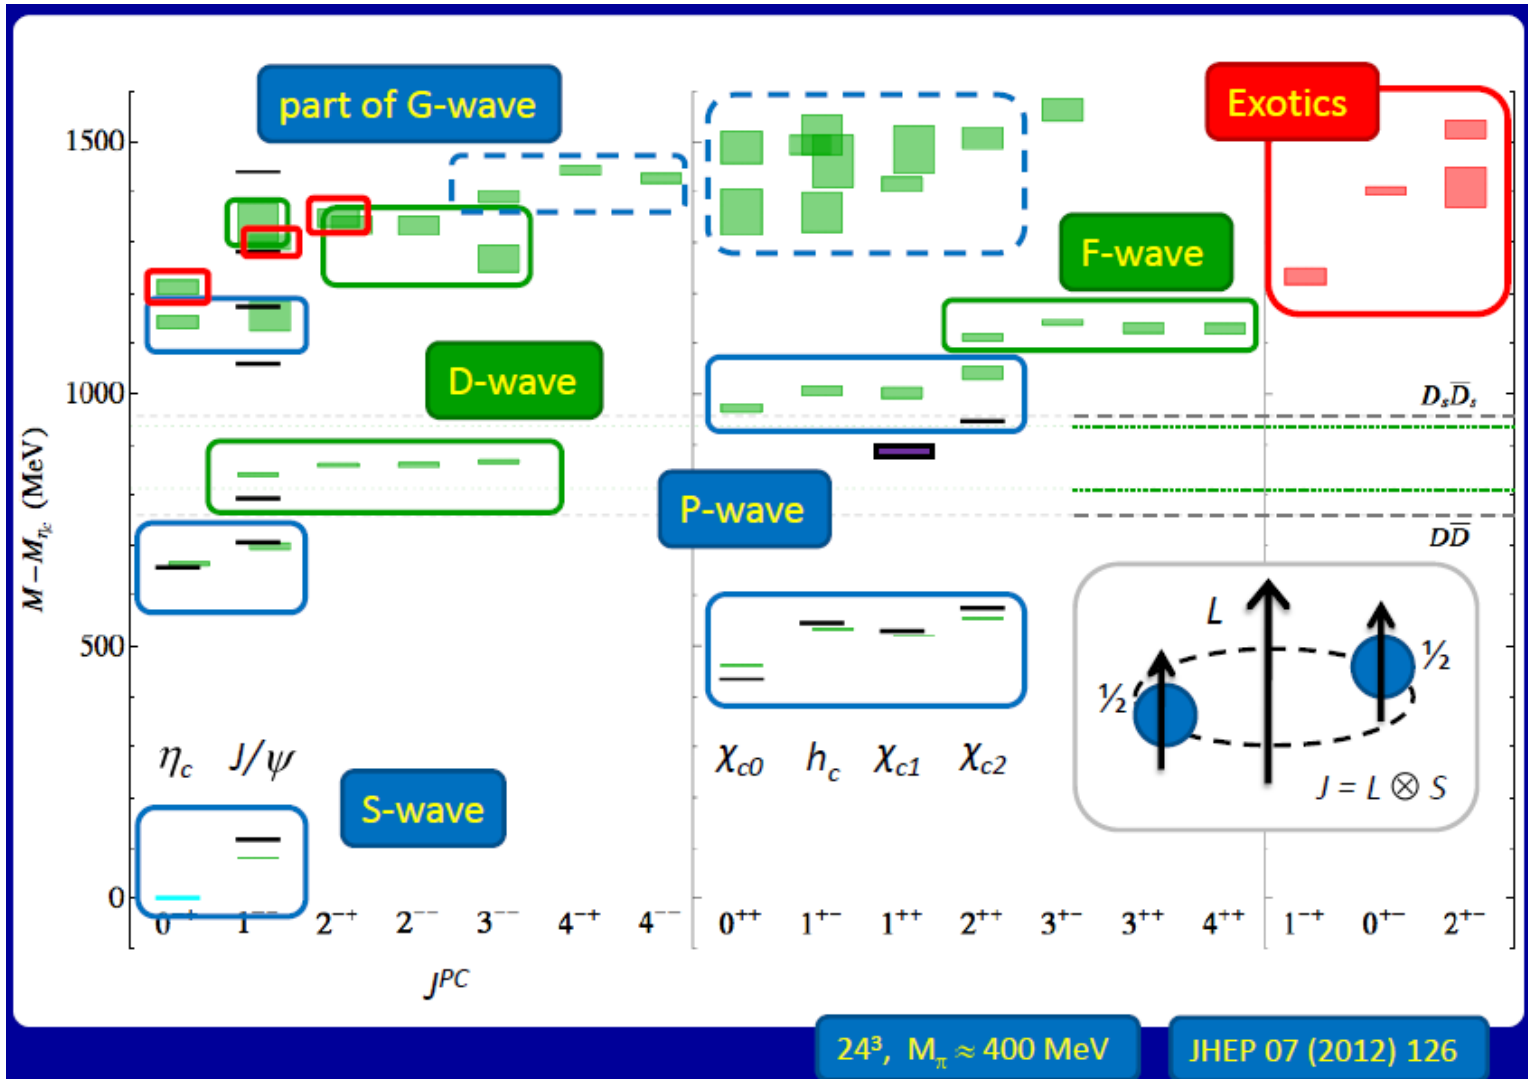 part of G-wave
Exotics
1500
F-wave
D-wave
1000
D_s D̅_s
P-wave
DD̅
M − M_ηc (MeV)
500
L
½
½
J = L ⊗ S
η_c J/ψ
χ_c0 h_c χ_c1 χ_c2
S-wave
0
0⁻⁺ 1⁻⁻ 2⁻⁺ 2⁻⁻ 3⁻⁻ 4⁻⁺ 4⁻⁻ 0⁺⁺ 1⁺⁻ 1⁺⁺ 2⁺⁺ 3⁺⁻ 3⁺⁺ 4⁺⁺ 1⁻⁺ 0⁺⁻ 2⁺⁻
J^PC
24³, M_π ≈ 400 MeV
JHEP 07 (2012) 126